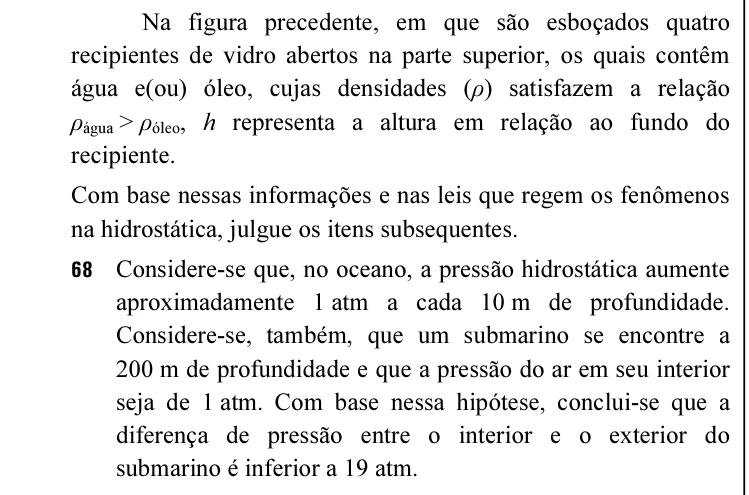 Na figura precedente, em que são esboçados quatro
recipientes de vidro abertos na parte superior, os quais contêm
água e(ou) óleo, cujas densidades (ρ) satisfazem a relação
ρágua > ρóleo, h representa a altura em relação ao fundo do
recipiente.
Com base nessas informações e nas leis que regem os fenômenos
na hidrostática, julgue os itens subsequentes.
68 Considere-se que, no oceano, a pressão hidrostática aumente
aproximadamente 1 atm a cada 10 m de profundidade.
Considere-se, também, que um submarino se encontre a
200 m de profundidade e que a pressão do ar em seu interior
seja de 1 atm. Com base nessa hipótese, conclui-se que a
diferença de pressão entre o interior e o exterior do
submarino é inferior a 19 atm.